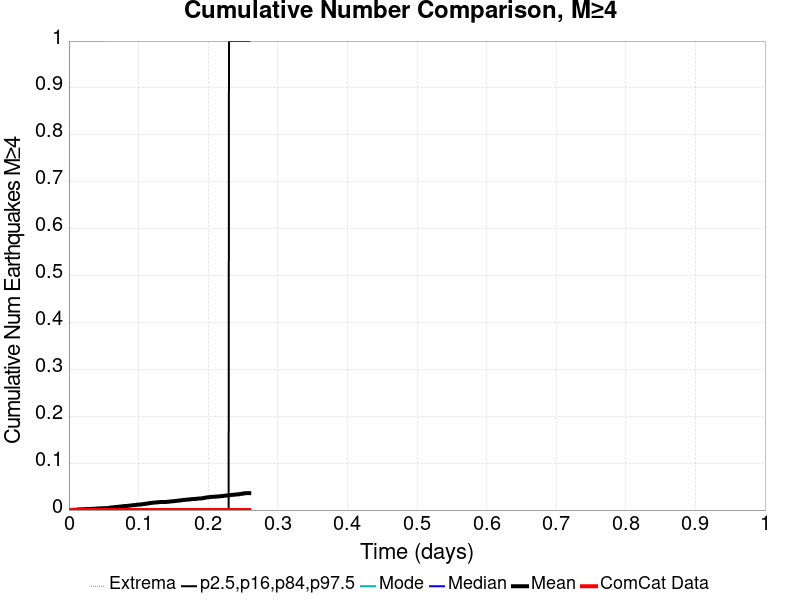 Cumulative Number Comparison, M≥4
Cumulative Num Earthquakes M≥4
1
0.9
0.8
0.7
0.6
0.5
0.4
0.3
0.2
0.1
0
0 0.1 0.2 0.3 0.4 0.5 0.6 0.7 0.8 0.9 1
Time (days)
Extrema p2.5,p16,p84,p97.5 Mode Median Mean ComCat Data